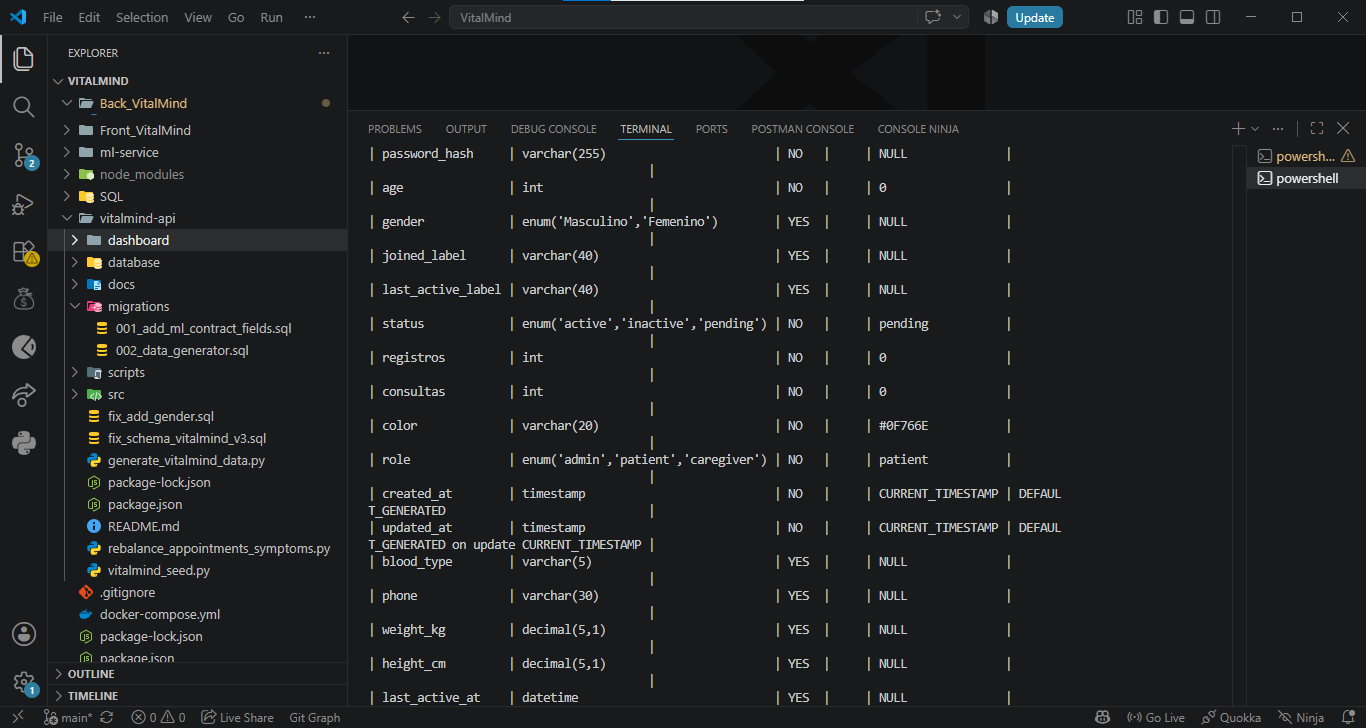 File Edit Selection View Go Run ··· VitalMind Update
EXPLORER ···
VITALMIND
Back_VitalMind
Front_VitalMind
ml-service
node_modules
SQL
vitalmind-api
dashboard
database
docs
migrations
001_add_ml_contract_fields.sql
002_data_generator.sql
scripts
src
fix_add_gender.sql
fix_schema_vitalmind_v3.sql
generate_vitalmind_data.py
package-lock.json
package.json
README.md
rebalance_appointments_symptoms.py
vitalmind_seed.py
.gitignore
docker-compose.yml
package-lock.json
package.json
OUTLINE
TIMELINE
2
1
PROBLEMS OUTPUT DEBUG CONSOLE TERMINAL PORTS POSTMAN CONSOLE CONSOLE NINJA
| password_hash | varchar(255) | NO | | NULL |
|
| age | int | NO | | 0 |
|
| gender | enum('Masculino','Femenino') | YES | | NULL |
|
| joined_label | varchar(40) | YES | | NULL |
|
| last_active_label | varchar(40) | YES | | NULL |
|
| status | enum('active','inactive','pending') | NO | | pending |
|
| registros | int | NO | | 0 |
|
| consultas | int | NO | | 0 |
|
| color | varchar(20) | NO | | #0F766E |
|
| role | enum('admin','patient','caregiver') | NO | | patient |
|
| created_at | timestamp | NO | | CURRENT_TIMESTAMP | DEFAUL
T_GENERATED |
| updated_at | timestamp | NO | | CURRENT_TIMESTAMP | DEFAUL
T_GENERATED on update CURRENT_TIMESTAMP |
| blood_type | varchar(5) | YES | | NULL |
|
| phone | varchar(30) | YES | | NULL |
|
| weight_kg | decimal(5,1) | YES | | NULL |
|
| height_cm | decimal(5,1) | YES | | NULL |
|
| last_active_at | datetime | YES | | NULL |
powersh...
powershell
main* 0 0 Live Share Git Graph Go Live Quokka Ninja